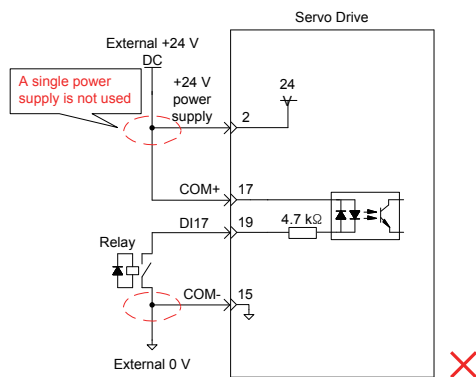 Servo Drive
External +24 V
DC
A single power
supply is not used
+24 V
power
supply
2
24
V
COM+
17
DI17
19
4.7 kΩ
Relay
COM-
15
External 0 V